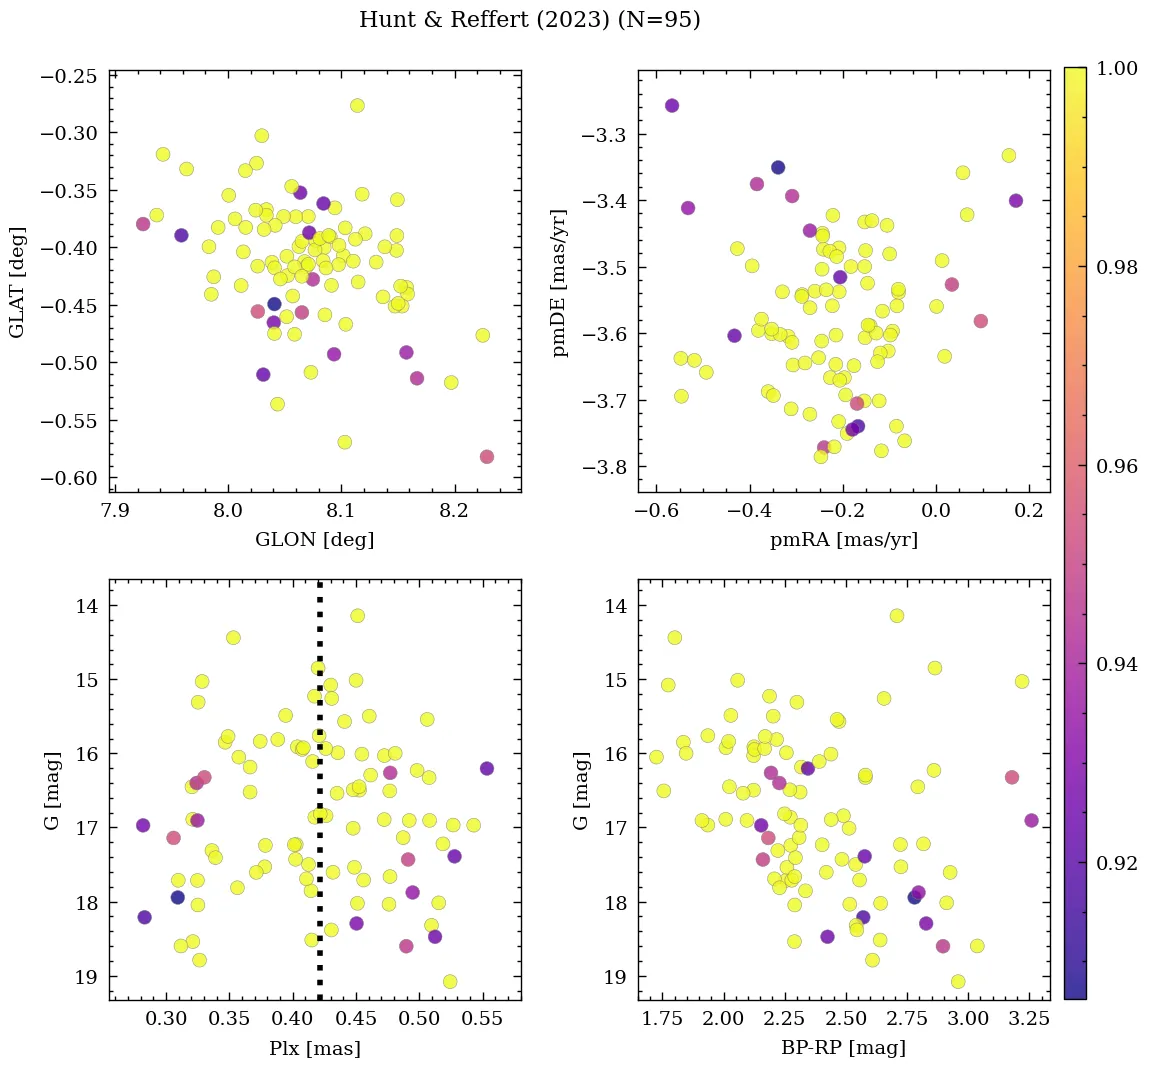 Hunt & Reffert (2023) (N=95)
−0.25
−0.30
−0.35
−0.40
−0.45
−0.50
−0.55
−0.60
GLAT [deg]
7.9 8.0 8.1 8.2
GLON [deg]
−3.3
−3.4
−3.5
−3.6
−3.7
−3.8
pmDE [mas/yr]
−0.6 −0.4 −0.2 0.0 0.2
pmRA [mas/yr]
14
15
16
17
18
19
G [mag]
0.30 0.35 0.40 0.45 0.50 0.55
Plx [mas]
14
15
16
17
18
19
G [mag]
1.75 2.00 2.25 2.50 2.75 3.00 3.25
BP-RP [mag]
1.00
0.98
0.96
0.94
0.92